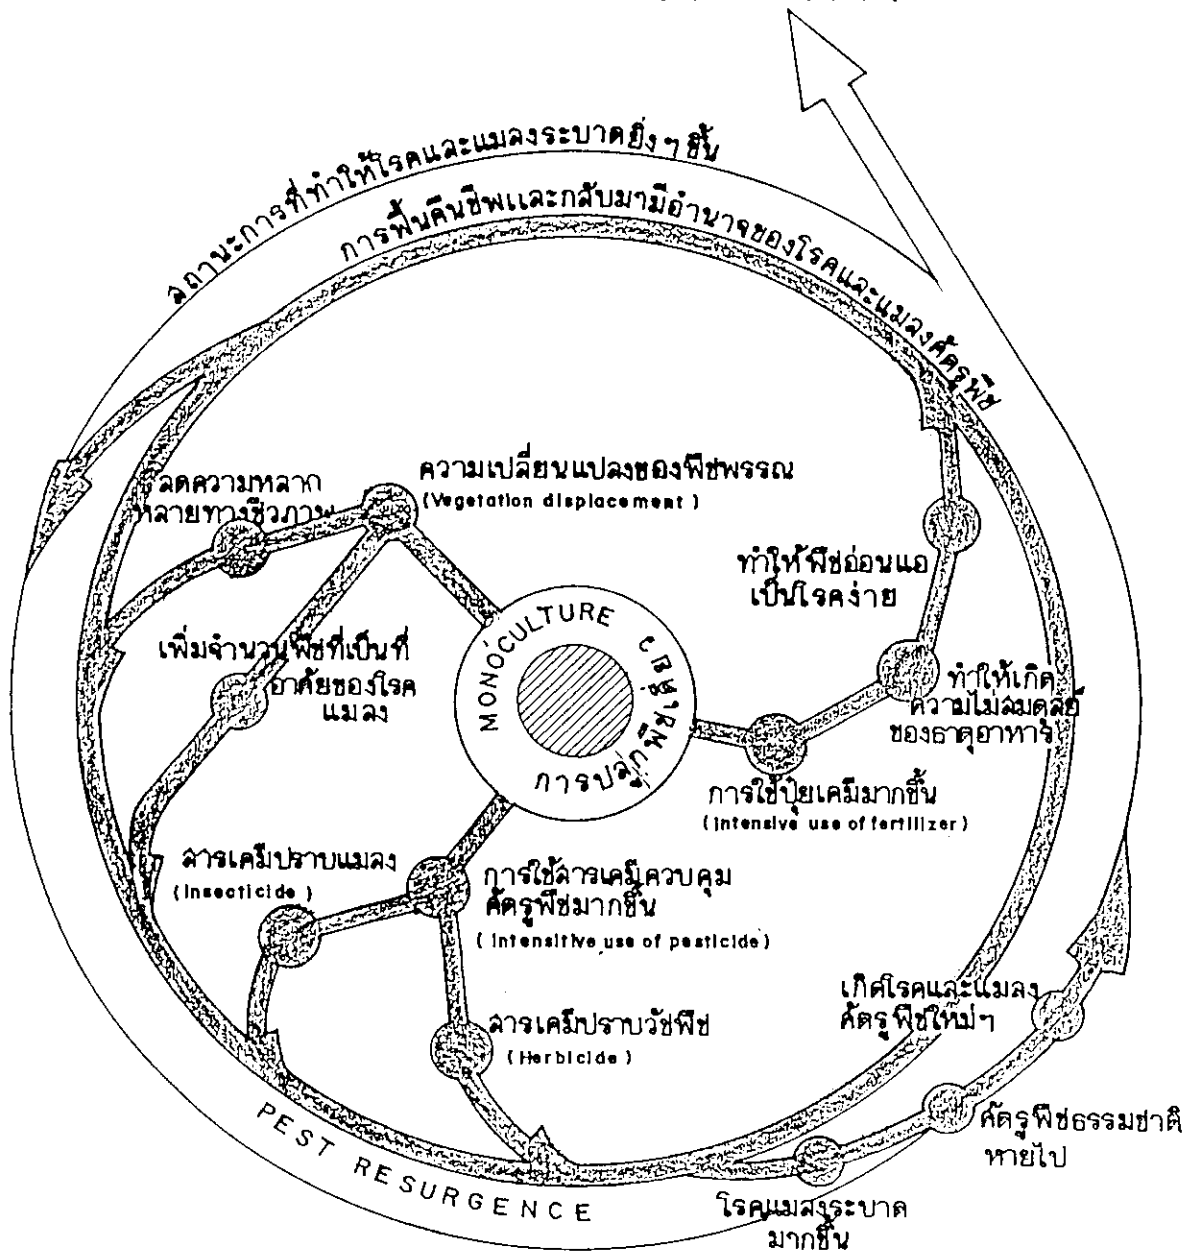 สถานะการที่ทำให้โรคและแมลงระบาดยิ่งๆขึ้น
การฟื้นคืนชีพและกลับมามีอำนาจของโรคและแมลงศัตรูพืช
ความเปลี่ยนแปลงของพืชพรรณ
(Vegetation displacement)
ลดความหลาก
หลายทางชีวภาพ
ทำให้พืชอ่อนแอ
เป็นโรคง่าย
MONOCULTURE
การปลูกพืชเชิงเดี่ยว
เพิ่มจำนวนพืชที่เป็นที่
อาศัยของโรค
แมลง
ทำให้เกิด
ความไม่สมดุลย์
ของธาตุอาหาร
การใช้ปุ๋ยเคมีมากขึ้น
(intensive use of fertilizer)
สารเคมีปราบแมลง
(Insecticide)
การใช้สารเคมีควบคุม
ศัตรูพืชมากขึ้น
(intensitive use of pesticide)
สารเคมีปราบวัชพืช
(Herbicide)
เกิดโรคและแมลง
ศัตรูพืชใหม่ๆ
ศัตรูพืชธรรมชาติ
หายไป
โรคแมลงระบาด
มากขึ้น
PEST RESURGENCE